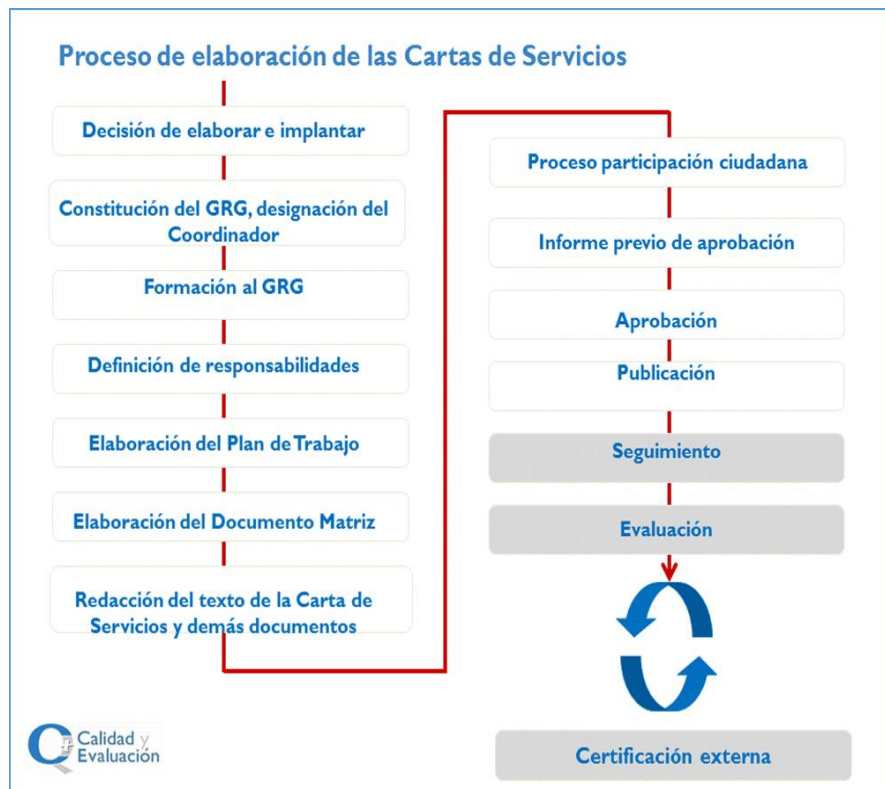 Proceso de elaboración de las Cartas de Servicios
Decisión de elaborar e implantar
Constitución del GRG, designación del
Coordinador
Formación al GRG
Definición de responsabilidades
Elaboración del Plan de Trabajo
Elaboración del Documento Matriz
Redacción del texto de la Carta de
Servicios y demás documentos
Proceso participación ciudadana
Informe previo de aprobación
Aprobación
Publicación
Seguimiento
Evaluación
Certificación externa
Calidad y
Evaluación